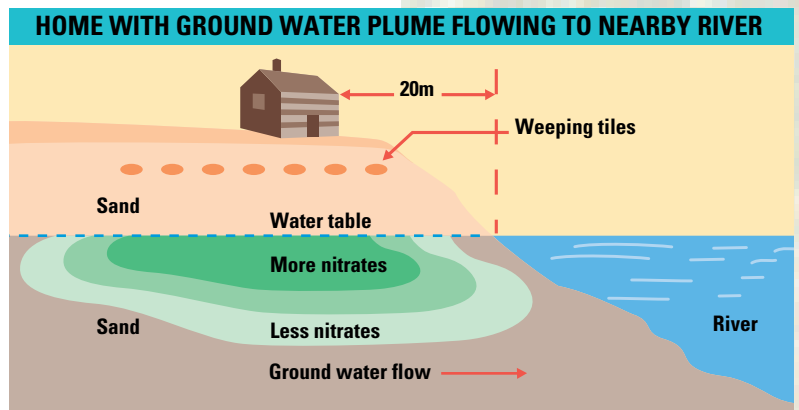 HOME WITH GROUND WATER PLUME FLOWING TO NEARBY RIVER
20m
Weeping tiles
Sand
Water table
More nitrates
Sand
Less nitrates
River
Ground water flow